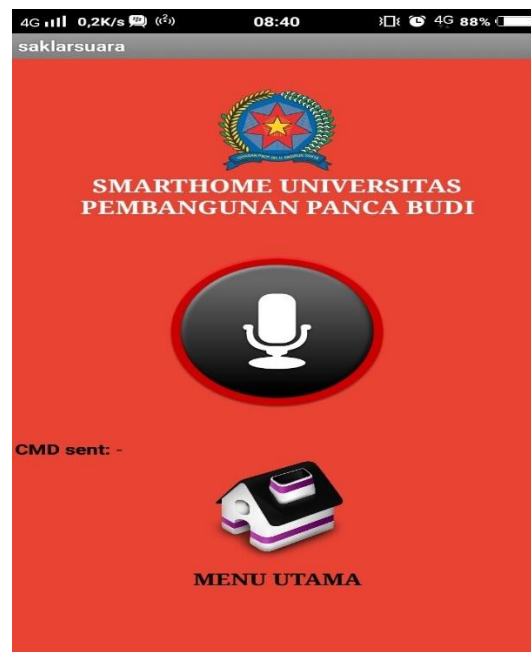 4G 0,2K/s 08:40 4G 88%
saklarsuara
SMARTHOME UNIVERSITAS
PEMBANGUNAN PANCA BUDI
CMD sent: -
MENU UTAMA